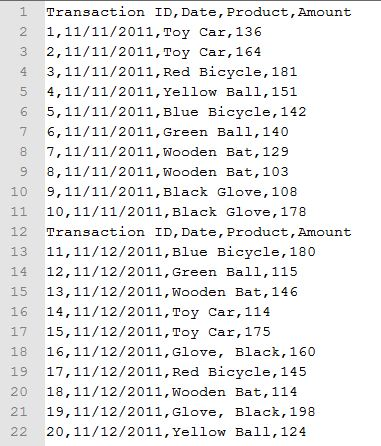 1 Transaction ID,Date,Product,Amount
2 1,11/11/2011,Toy Car,136
3 2,11/11/2011,Toy Car,164
4 3,11/11/2011,Red Bicycle,181
5 4,11/11/2011,Yellow Ball,151
6 5,11/11/2011,Blue Bicycle,142
7 6,11/11/2011,Green Ball,140
8 7,11/11/2011,Wooden Bat,129
9 8,11/11/2011,Wooden Bat,103
10 9,11/11/2011,Black Glove,108
11 10,11/11/2011,Black Glove,178
12 Transaction ID,Date,Product,Amount
13 11,11/12/2011,Blue Bicycle,180
14 12,11/12/2011,Green Ball,115
15 13,11/12/2011,Wooden Bat,146
16 14,11/12/2011,Toy Car,114
17 15,11/12/2011,Toy Car,175
18 16,11/12/2011,Glove, Black,160
19 17,11/12/2011,Red Bicycle,145
20 18,11/12/2011,Wooden Bat,114
21 19,11/12/2011,Glove, Black,198
22 20,11/12/2011,Yellow Ball,124